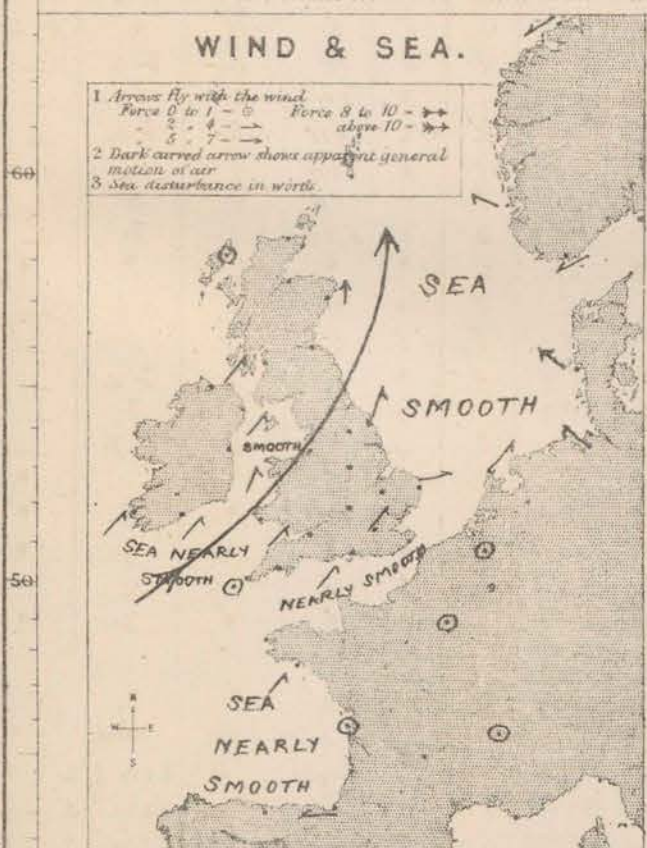 WIND & SEA.
1 Arrows fly with the wind
Force 0 to 1 - Force 8 to 10 -
" 2 " 4 - above 10 -
" 5 " 7 -
2 Dark curved arrow shows apparent general
motion of air
3 Sea disturbance in words.
60
SEA
SMOOTH
SMOOTH
SEA NEARLY
SMOOTH
50
NEARLY SMOOTH
SEA
NEARLY
SMOOTH
N
W E
S